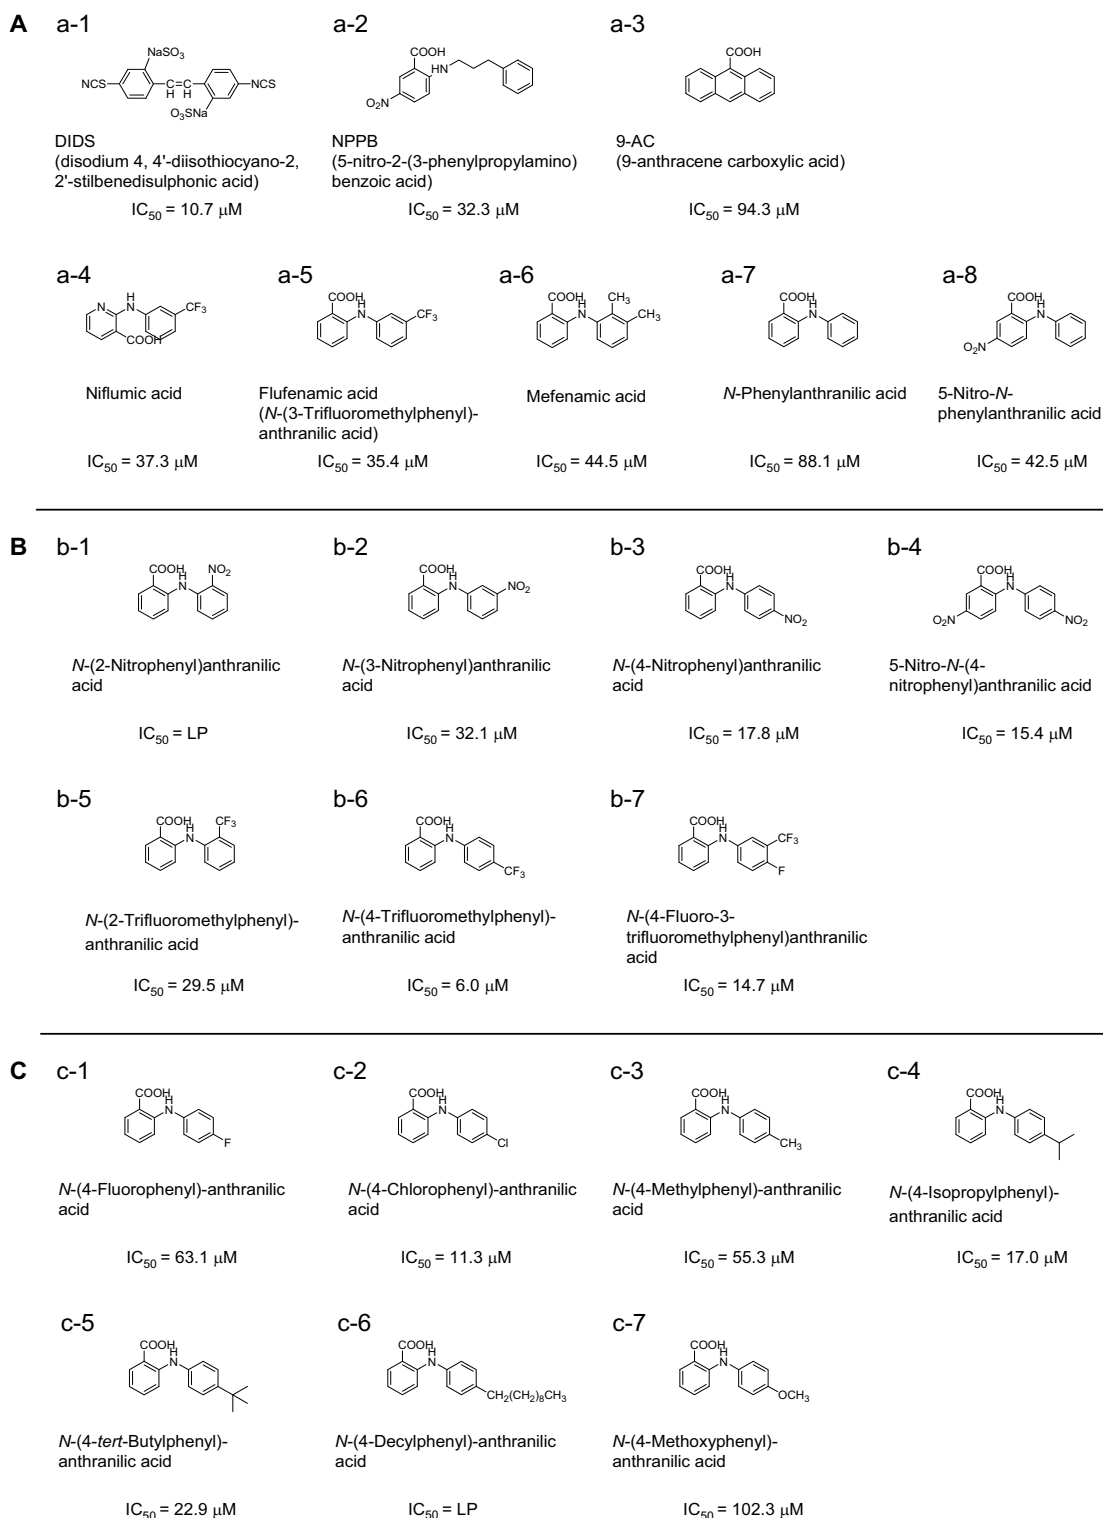 A
a-1
a-2
a-3
NaSO3
NCS
C=C
H H
NCS
O3SNa
COOH
HN
O2N
COOH
DIDS
(disodium 4, 4'-diisothiocyano-2,
2'-stilbenedisulphonic acid)
NPPB
(5-nitro-2-(3-phenylpropylamino)
benzoic acid)
9-AC
(9-anthracene carboxylic acid)
IC50 = 10.7 μM
IC50 = 32.3 μM
IC50 = 94.3 μM
a-4
a-5
a-6
a-7
a-8
N
H
N
CF3
COOH
COOH
H
N
CF3
COOH
H
N
CH3
CH3
COOH
H
N
COOH
H
N
O2N
Niflumic acid
Flufenamic acid
(N-(3-Trifluoromethylphenyl)-
anthranilic acid)
Mefenamic acid
N-Phenylanthranilic acid
5-Nitro-N-
phenylanthranilic acid
IC50 = 37.3 μM
IC50 = 35.4 μM
IC50 = 44.5 μM
IC50 = 88.1 μM
IC50 = 42.5 μM
B
b-1
b-2
b-3
b-4
COOH
H
N
NO2
COOH
H
N
NO2
COOH
H
N
NO2
COOH
H
N
O2N
NO2
N-(2-Nitrophenyl)anthranilic
acid
N-(3-Nitrophenyl)anthranilic
acid
N-(4-Nitrophenyl)anthranilic
acid
5-Nitro-N-(4-
nitrophenyl)anthranilic acid
IC50 = LP
IC50 = 32.1 μM
IC50 = 17.8 μM
IC50 = 15.4 μM
b-5
b-6
b-7
COOH
H
N
CF3
COOH
H
N
CF3
COOH
H
N
CF3
F
N-(2-Trifluoromethylphenyl)-
anthranilic acid
N-(4-Trifluoromethylphenyl)-
anthranilic acid
N-(4-Fluoro-3-
trifluoromethylphenyl)anthranilic
acid
IC50 = 29.5 μM
IC50 = 6.0 μM
IC50 = 14.7 μM
C
c-1
c-2
c-3
c-4
COOH
H
N
F
COOH
H
N
Cl
COOH
H
N
CH3
COOH
H
N
N-(4-Fluorophenyl)-anthranilic
acid
N-(4-Chlorophenyl)-anthranilic
acid
N-(4-Methylphenyl)-anthranilic
acid
N-(4-Isopropylphenyl)-
anthranilic acid
IC50 = 63.1 μM
IC50 = 11.3 μM
IC50 = 55.3 μM
IC50 = 17.0 μM
c-5
c-6
c-7
COOH
H
N
COOH
H
N
CH2(CH2)8CH3
COOH
H
N
OCH3
N-(4-tert-Butylphenyl)-
anthranilic acid
N-(4-Decylphenyl)-anthranilic
acid
N-(4-Methoxyphenyl)-
anthranilic acid
IC50 = 22.9 μM
IC50 = LP
IC50 = 102.3 μM